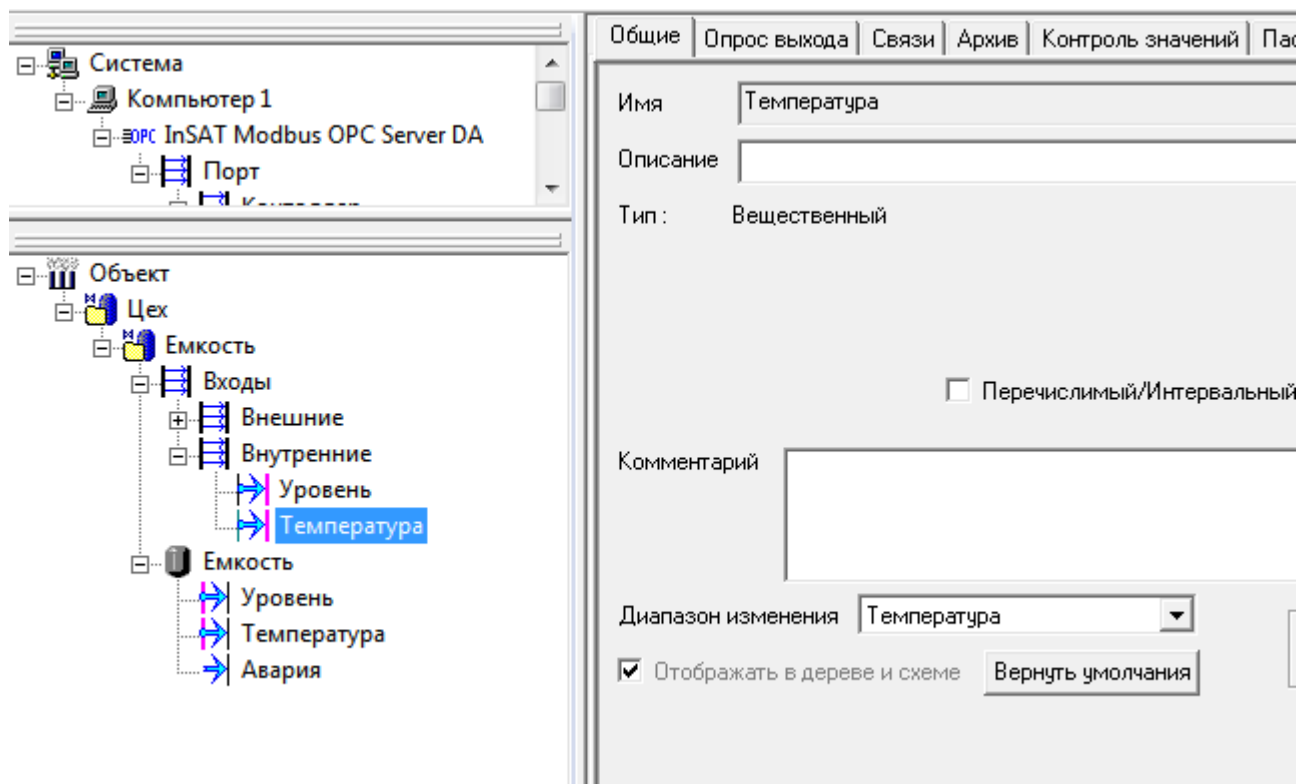 Система
Компьютер 1
OPC InSAT Modbus OPC Server DA
Порт
Объект
Цех
Емкость
Входы
Внешние
Внутренние
Уровень
Температура
Емкость
Уровень
Температура
Авария
Общие Опрос выхода Связи Архив Контроль значений
Имя Температура
Описание
Тип : Вещественный
Перечислимый/Интервальный
Комментарий
Диапазон изменения Температура
Отображать в дереве и схеме Вернуть умолчания